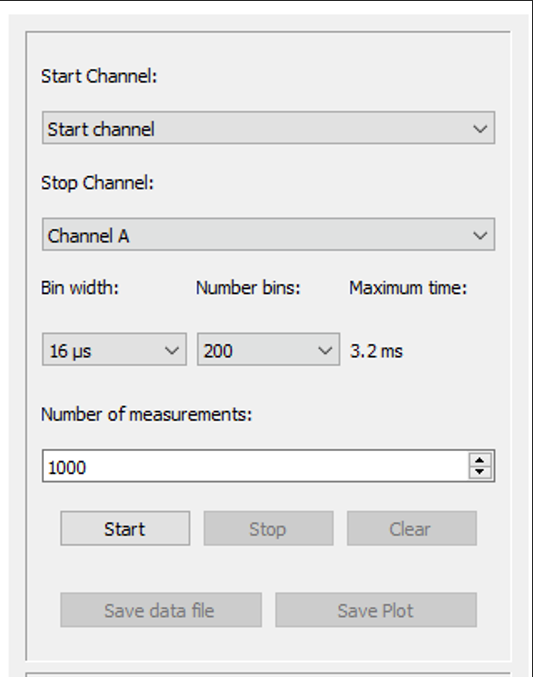 Start Channel:
Start channel
Stop Channel:
Channel A
Bin width: Number bins: Maximum time:
16 µs 200 3.2 ms
Number of measurements:
1000
Start Stop Clear
Save data file Save Plot